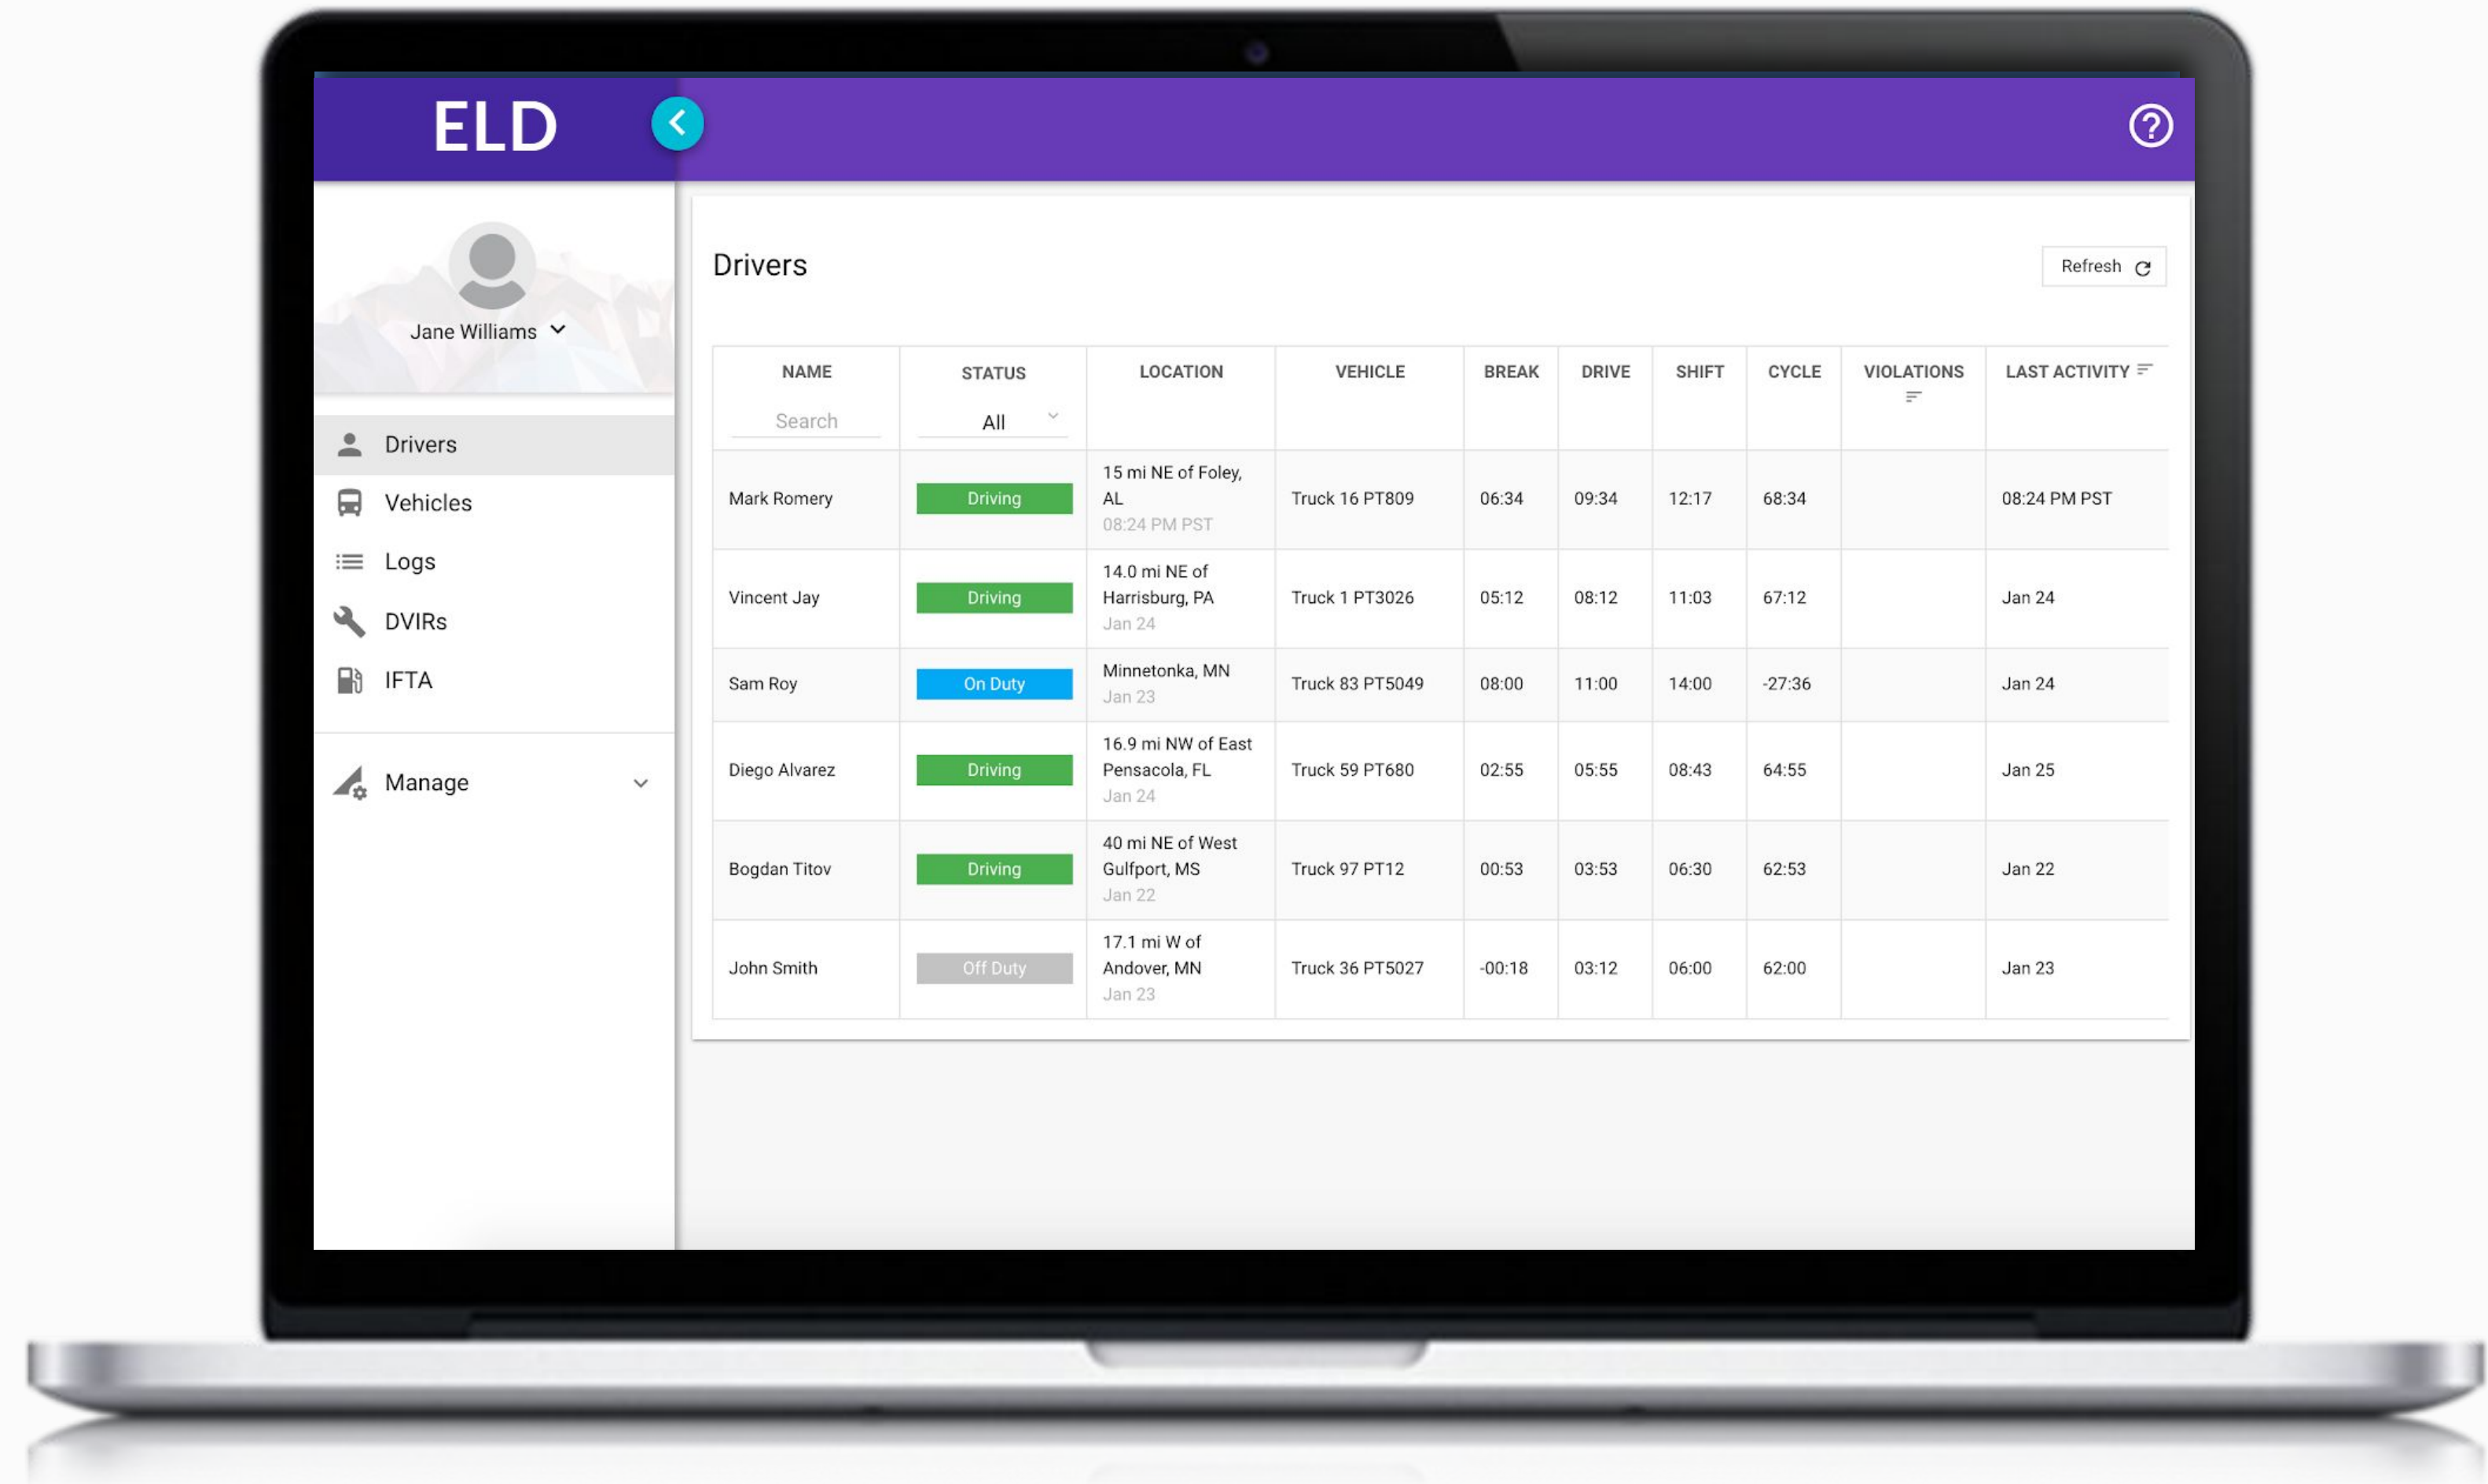 ELD
Jane Williams
Drivers
Vehicles
Logs
DVIRs
IFTA
Manage
Drivers
Refresh
NAME STATUS LOCATION VEHICLE BREAK DRIVE SHIFT CYCLE VIOLATIONS LAST ACTIVITY
Search All
Mark Romery Driving 15 mi NE of Foley,
AL
08:24 PM PST Truck 16 PT809 06:34 09:34 12:17 68:34 08:24 PM PST
Vincent Jay Driving 14.0 mi NE of
Harrisburg, PA
Jan 24 Truck 1 PT3026 05:12 08:12 11:03 67:12 Jan 24
Sam Roy On Duty Minnetonka, MN
Jan 23 Truck 83 PT5049 08:00 11:00 14:00 -27:36 Jan 24
Diego Alvarez Driving 16.9 mi NW of East
Pensacola, FL
Jan 24 Truck 59 PT680 02:55 05:55 08:43 64:55 Jan 25
Bogdan Titov Driving 40 mi NE of West
Gulfport, MS
Jan 22 Truck 97 PT12 00:53 03:53 06:30 62:53 Jan 22
John Smith Off Duty 17.1 mi W of
Andover, MN
Jan 23 Truck 36 PT5027 -00:18 03:12 06:00 62:00 Jan 23